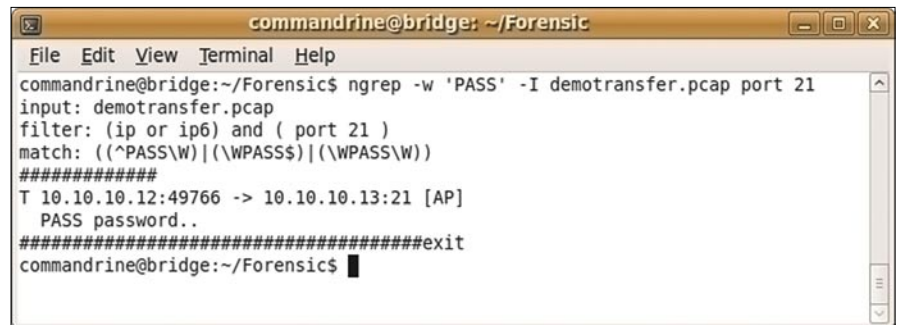 commandrine@bridge: ~/Forensic
File Edit View Terminal Help
commandrine@bridge:~/Forensic$ ngrep -w 'PASS' -I demotransfer.pcap port 21
input: demotransfer.pcap
filter: (ip or ip6) and ( port 21 )
match: ((^PASS\W)|(\WPASS$)|(\WPASS\W))
#############
T 10.10.10.12:49766 -> 10.10.10.13:21 [AP]
  PASS password..
######################################exit
commandrine@bridge:~/Forensic$